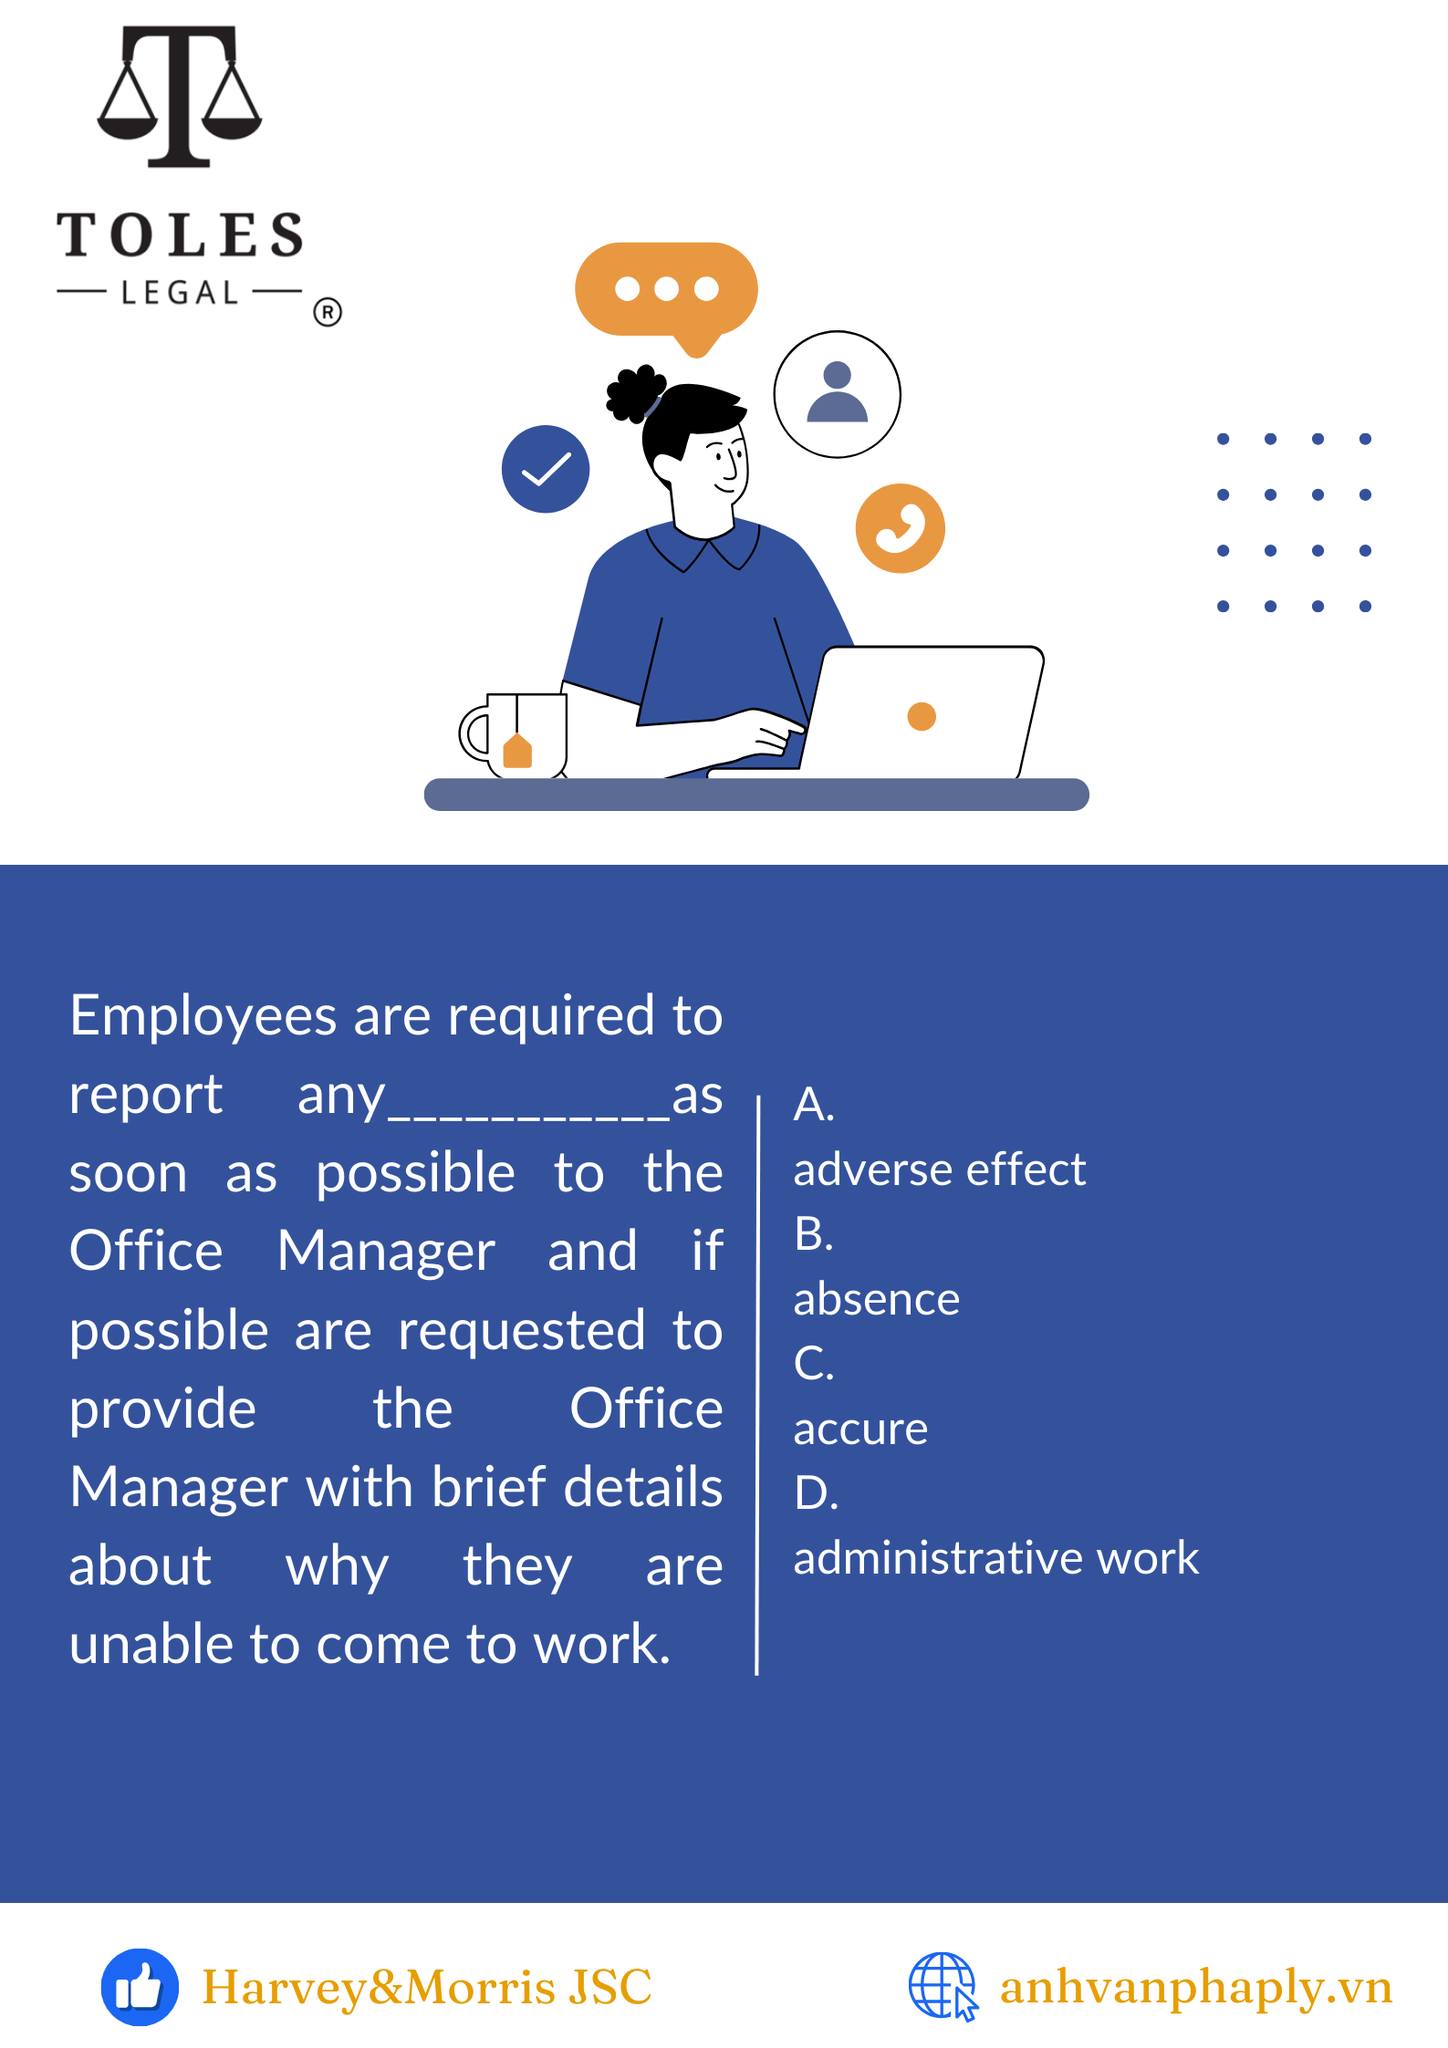 TOLES
LEGAL
®
Employees are required to
report any___________as
soon as possible to the
Office Manager and if
possible are requested to
provide the Office
Manager with brief details
about why they are
unable to come to work.
A.
adverse effect
B.
absence
C.
accure
D.
administrative work
Harvey&Morris JSC
anhvanphaply.vn